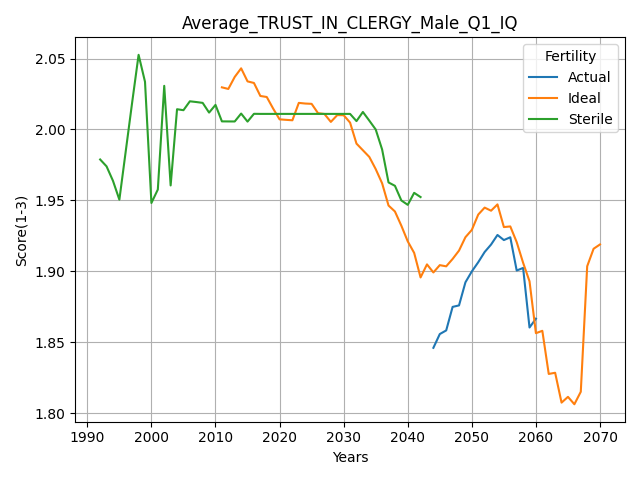 Average_TRUST_IN_CLERGY_Male_Q1_IQ
Fertility
Actual
Ideal
Sterile
Score(1-3)
2.05
2.00
1.95
1.90
1.85
1.80
1990 2000 2010 2020 2030 2040 2050 2060 2070
Years